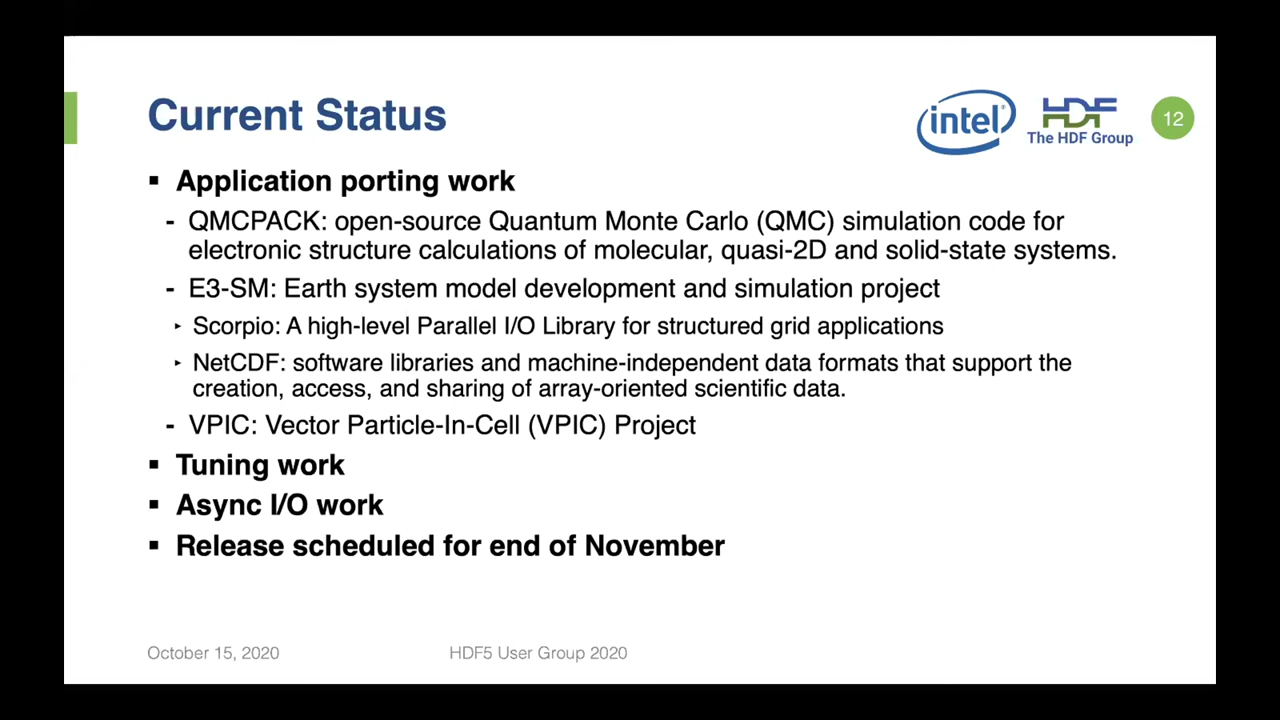 Current Status
intel
HDF
The HDF Group
12
▪ Application porting work
- QMCPACK: open-source Quantum Monte Carlo (QMC) simulation code for
electronic structure calculations of molecular, quasi-2D and solid-state systems.
- E3-SM: Earth system model development and simulation project
‣ Scorpio: A high-level Parallel I/O Library for structured grid applications
‣ NetCDF: software libraries and machine-independent data formats that support the
creation, access, and sharing of array-oriented scientific data.
- VPIC: Vector Particle-In-Cell (VPIC) Project
▪ Tuning work
▪ Async I/O work
▪ Release scheduled for end of November
October 15, 2020
HDF5 User Group 2020